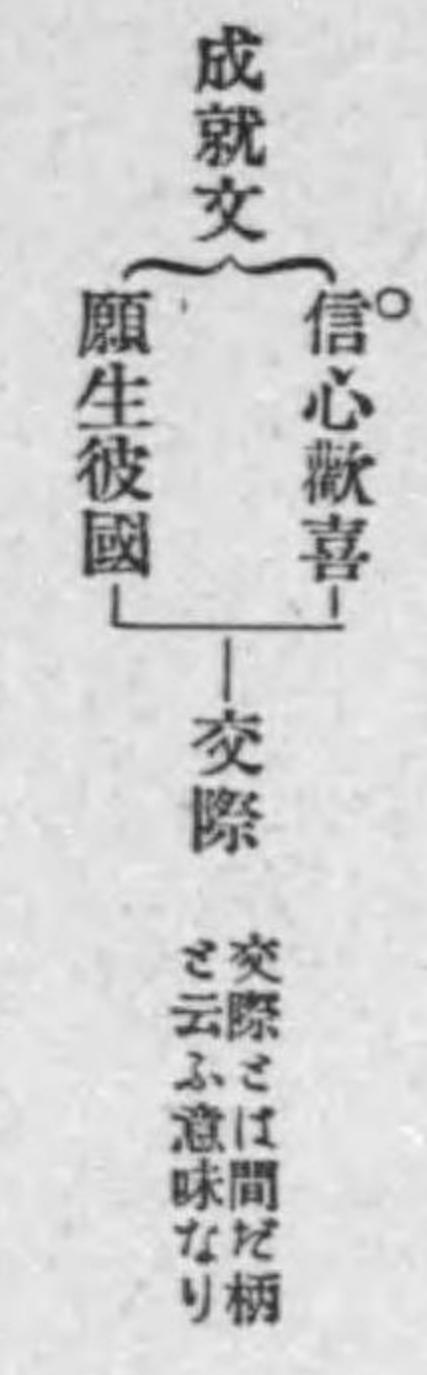 成就文
信心歡喜
願生彼國
交際
交際とは間だ柄
と云ふ意味なり